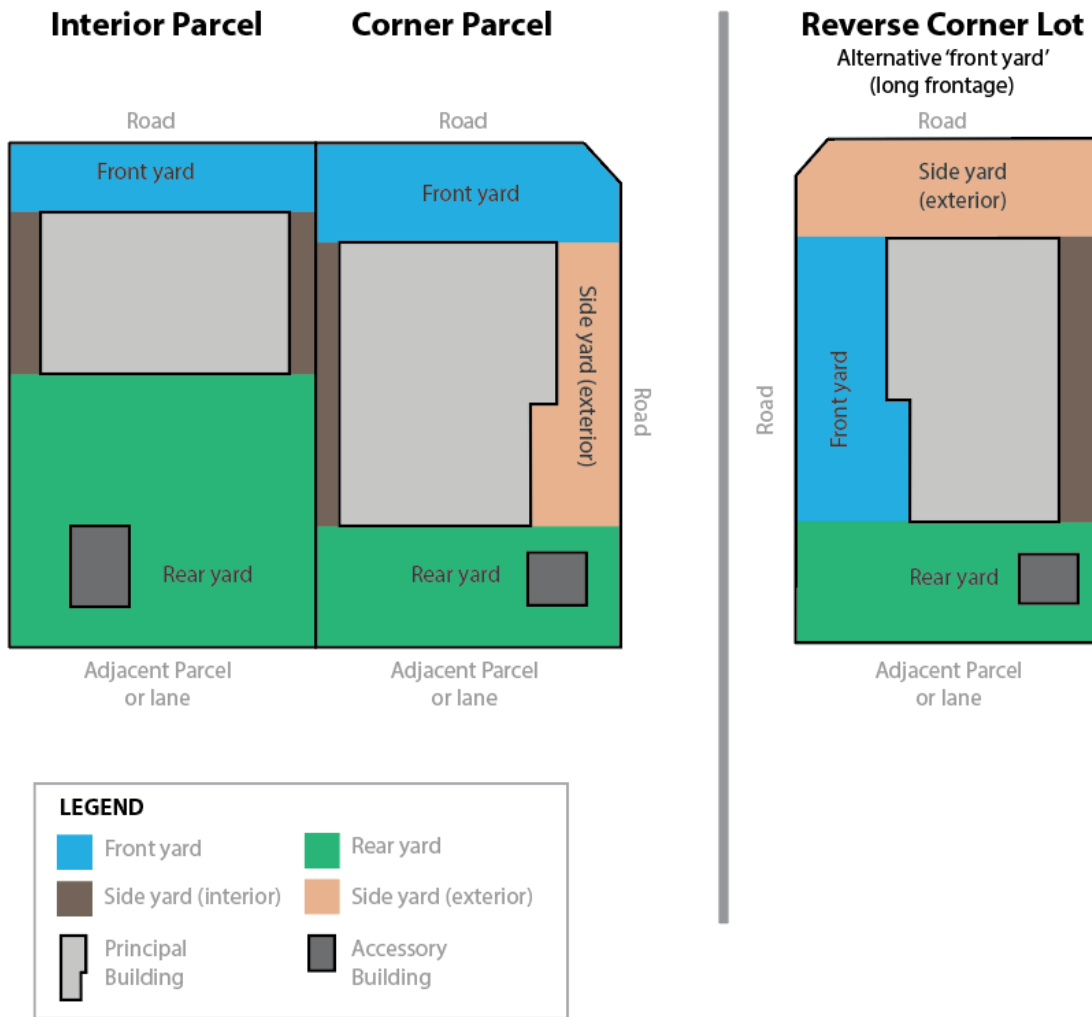 Interior Parcel
Corner Parcel
Reverse Corner Lot
Alternative ‘front yard’
(long frontage)
Road
Road
Road
Front yard
Front yard
Side yard
(exterior)
Side yard (exterior)
Road
Road
Front yard
Rear yard
Rear yard
Rear yard
Adjacent Parcel
or lane
Adjacent Parcel
or lane
Adjacent Parcel
or lane
LEGEND
Front yard
Rear yard
Side yard (interior)
Side yard (exterior)
Principal
Building
Accessory
Building